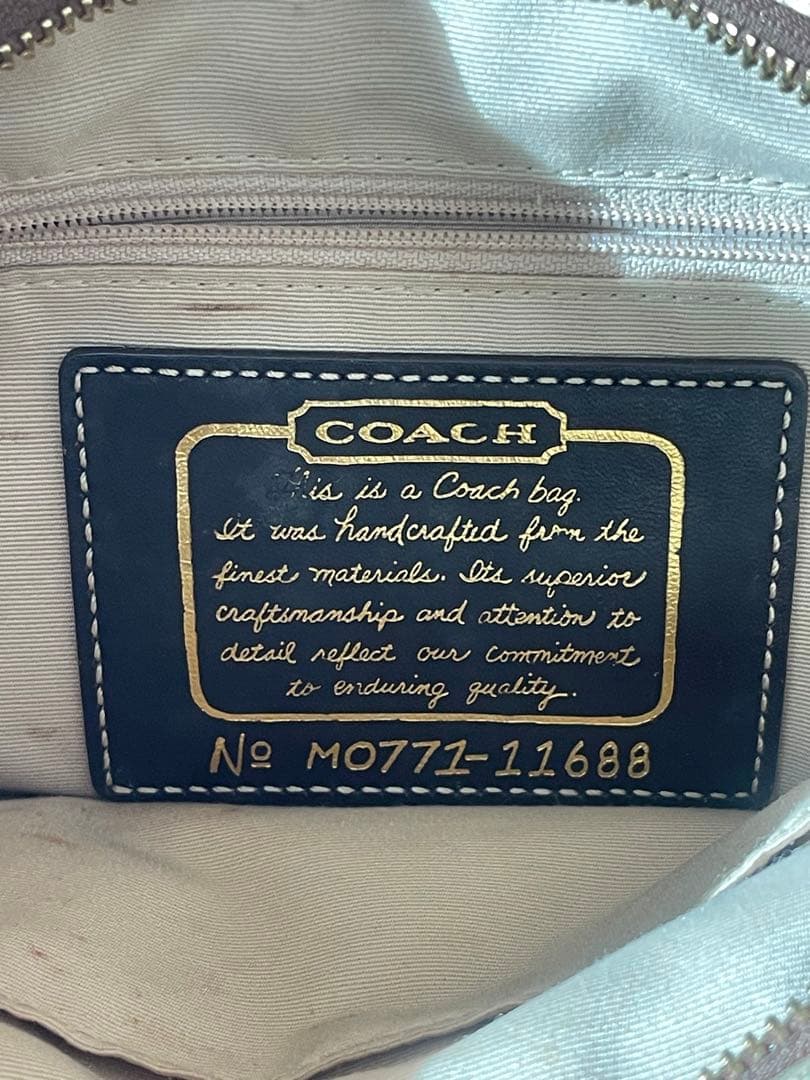 COACH
This is a Coach bag.
It was handcrafted from the
finest materials. Its superior
craftsmanship and attention to
detail reflect our commitment
to enduring quality.
Nº M0771-11688